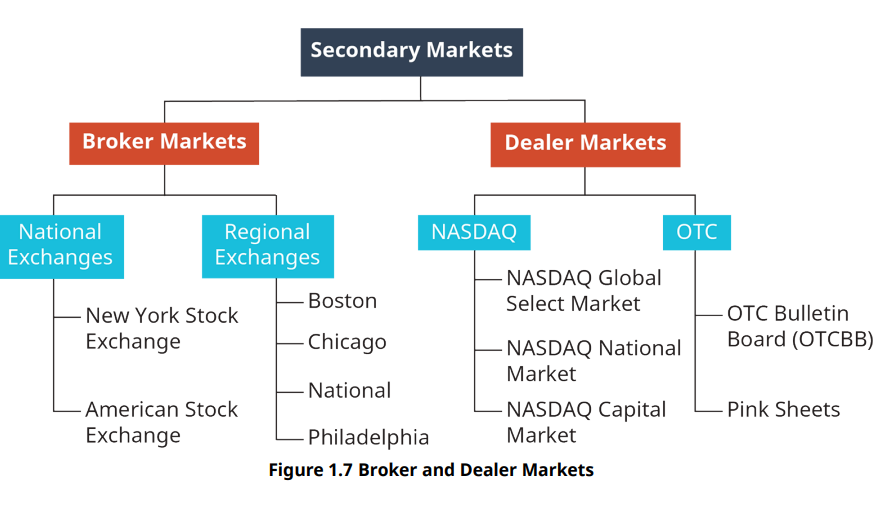 Secondary Markets
Broker Markets
Dealer Markets
National
Exchanges
Regional
Exchanges
NASDAQ
OTC
New York Stock
Exchange
American Stock
Exchange
Boston
Chicago
National
Philadelphia
NASDAQ Global
Select Market
NASDAQ National
Market
NASDAQ Capital
Market
OTC Bulletin
Board (OTCBB)
Pink Sheets
Figure 1.7 Broker and Dealer Markets